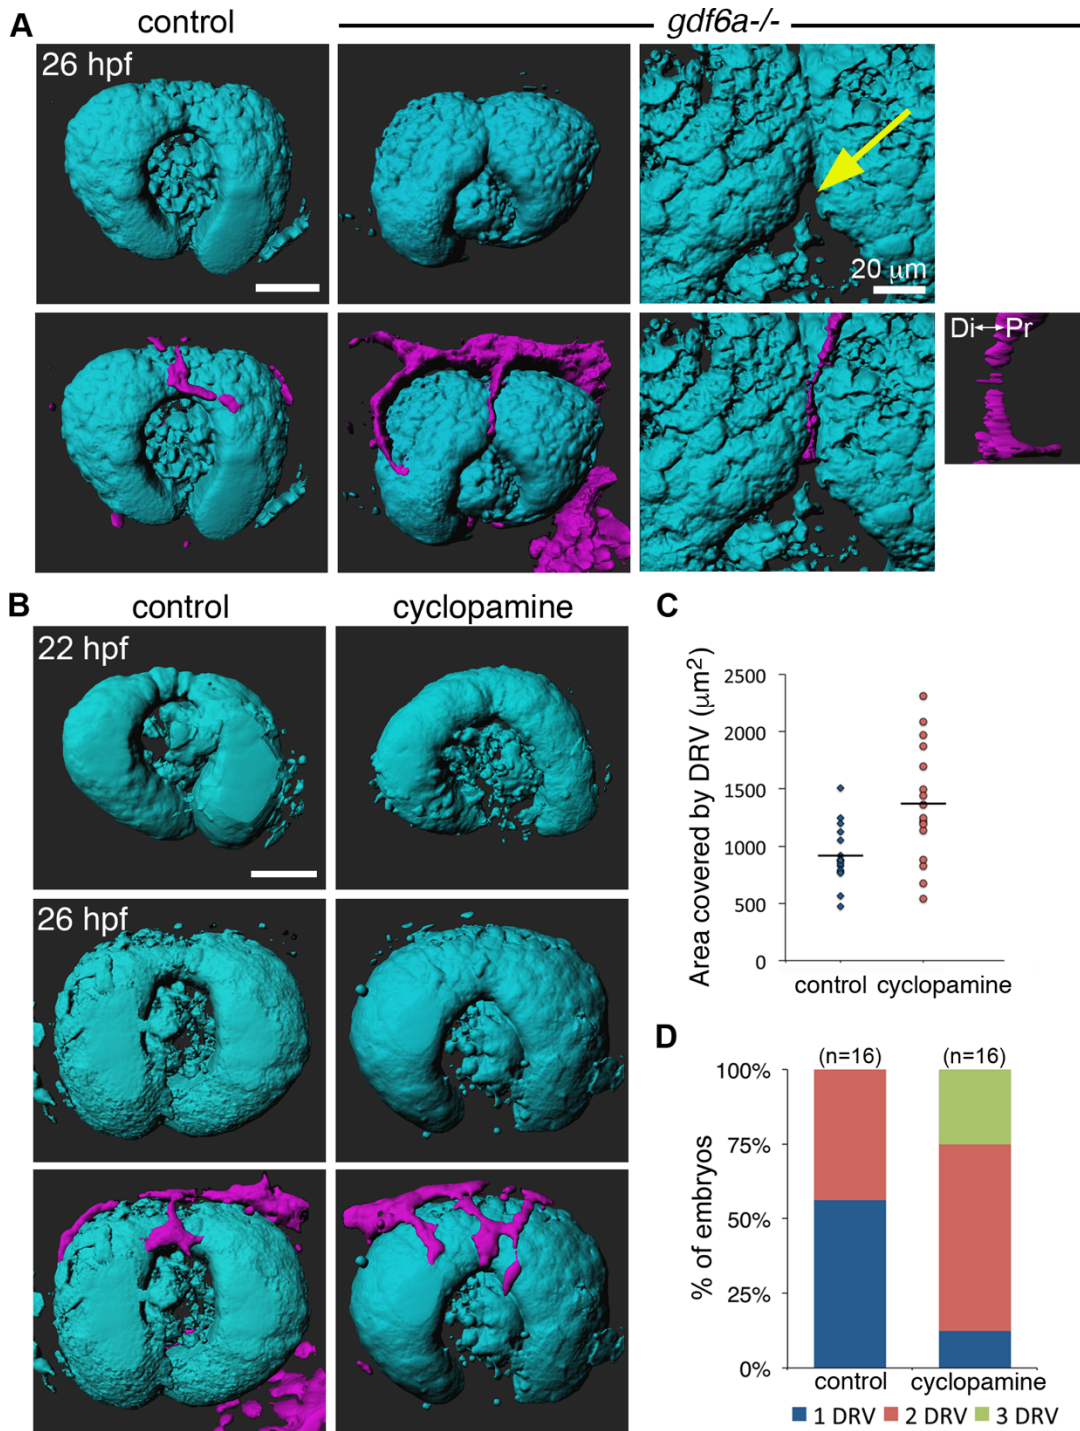 A
control
gdf6a-/-
26 hpf
20 μm
Di↔Pr
B
control
cyclopamine
22 hpf
26 hpf
C
Area covered by DRV (μm²)
2500
2000
1500
1000
500
0
control
cyclopamine
D
(n=16)
(n=16)
% of embryos
100%
75%
50%
25%
0%
control
cyclopamine
1 DRV
2 DRV
3 DRV